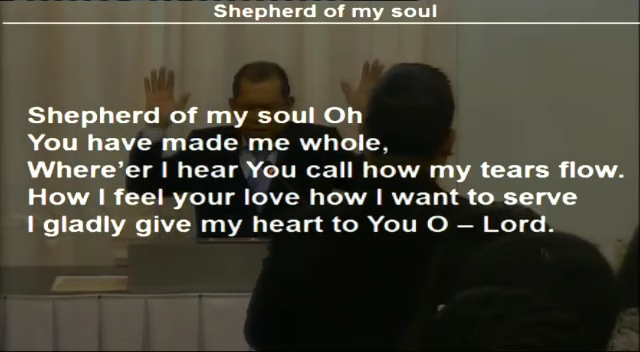 Shepherd of my soul
Shepherd of my soul Oh
You have made me whole,
Where’er I hear You call how my tears flow.
How I feel your love how I want to serve
I gladly give my heart to You O – Lord.